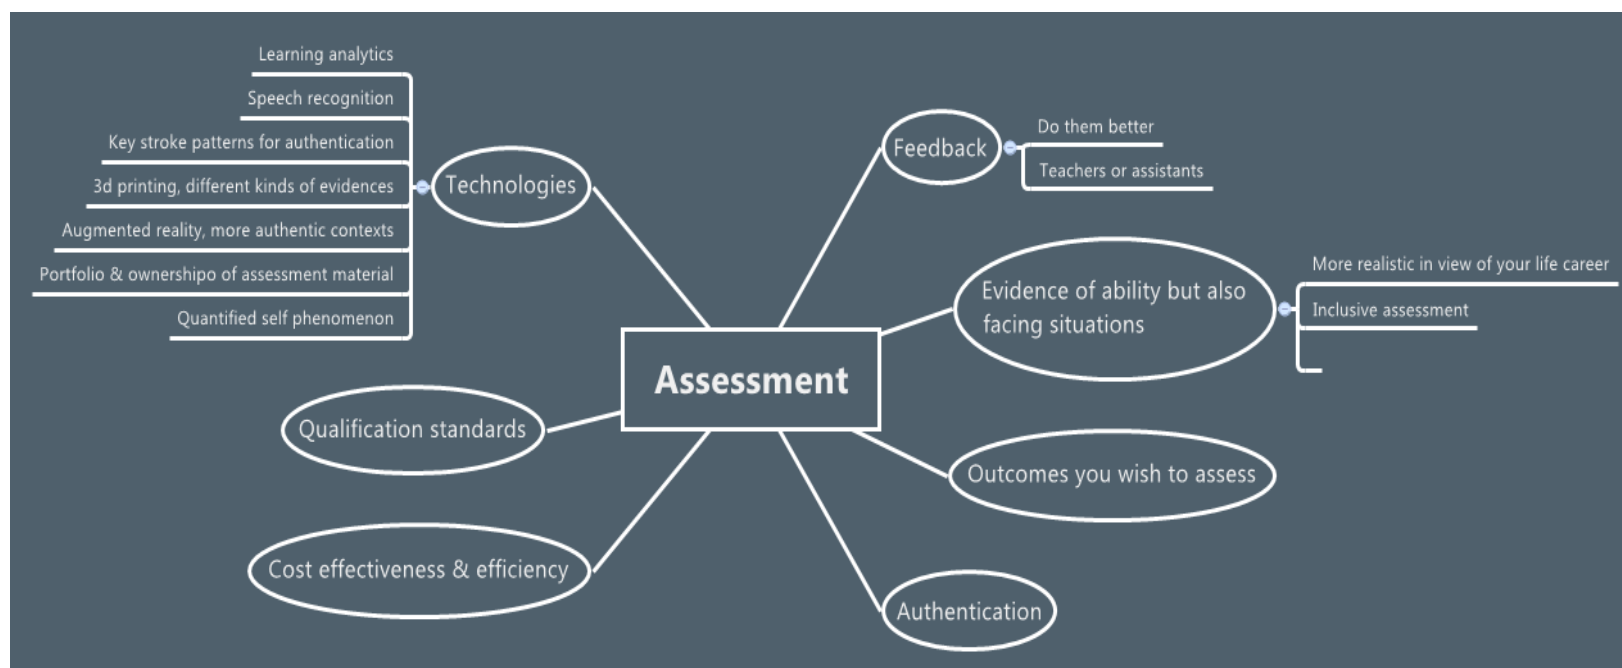 Learning analytics
Speech recognition
Key stroke patterns for authentication
3d printing, different kinds of evidences
Augmented reality, more authentic contexts
Portfolio & ownershipo of assessment material
Quantified self phenomenon
Technologies
Qualification standards
Cost effectiveness & efficiency
Assessment
Feedback
Do them better
Teachers or assistants
Evidence of ability but also
facing situations
More realistic in view of your life career
Inclusive assessment
Outcomes you wish to assess
Authentication